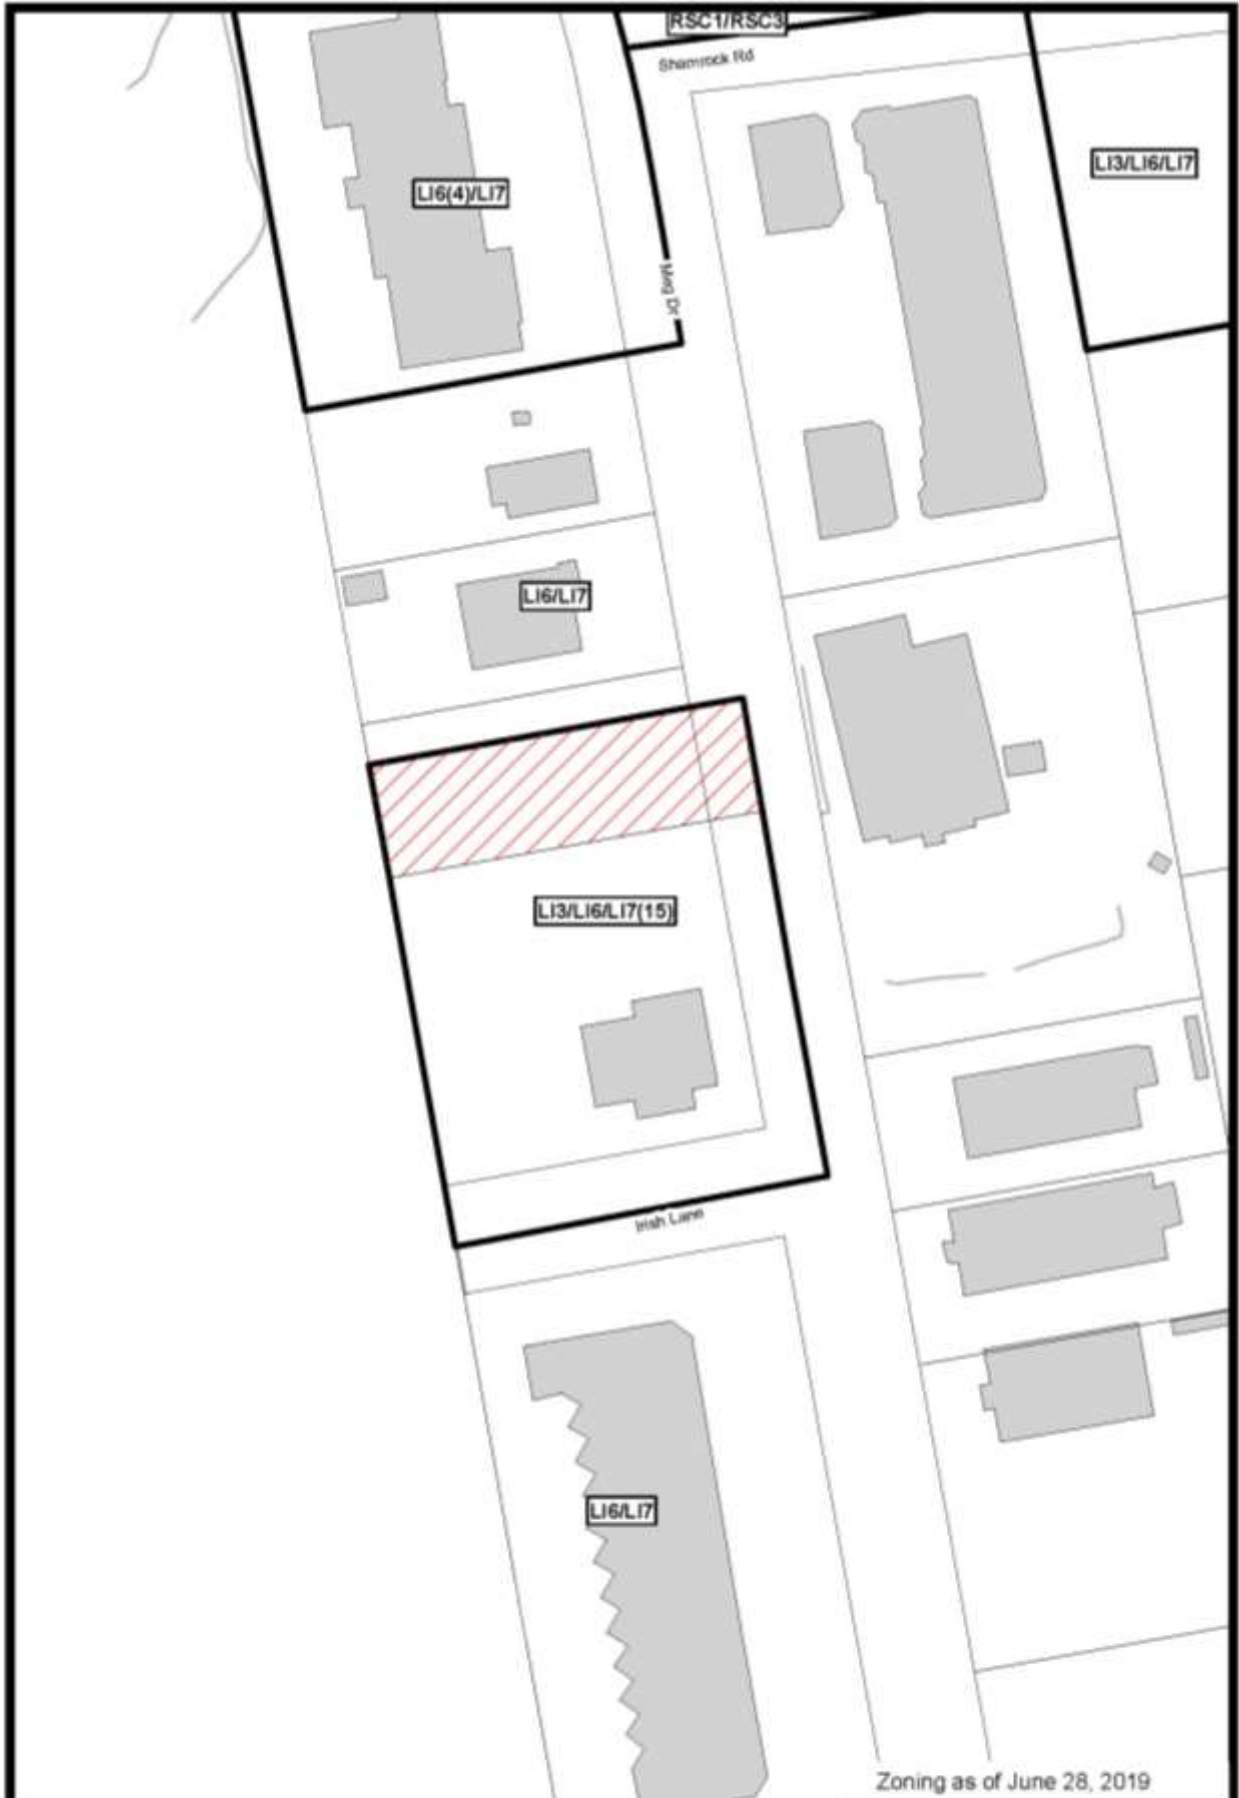 RSC1/RSC3
Shamrock Rd
LI3/LI6/LI7
LI6(4)/LI7
Meg Dr
LI6/LI7
LI3/LI6/LI7(15)
Irish Lane
LI6/LI7
Zoning as of June 28, 2019